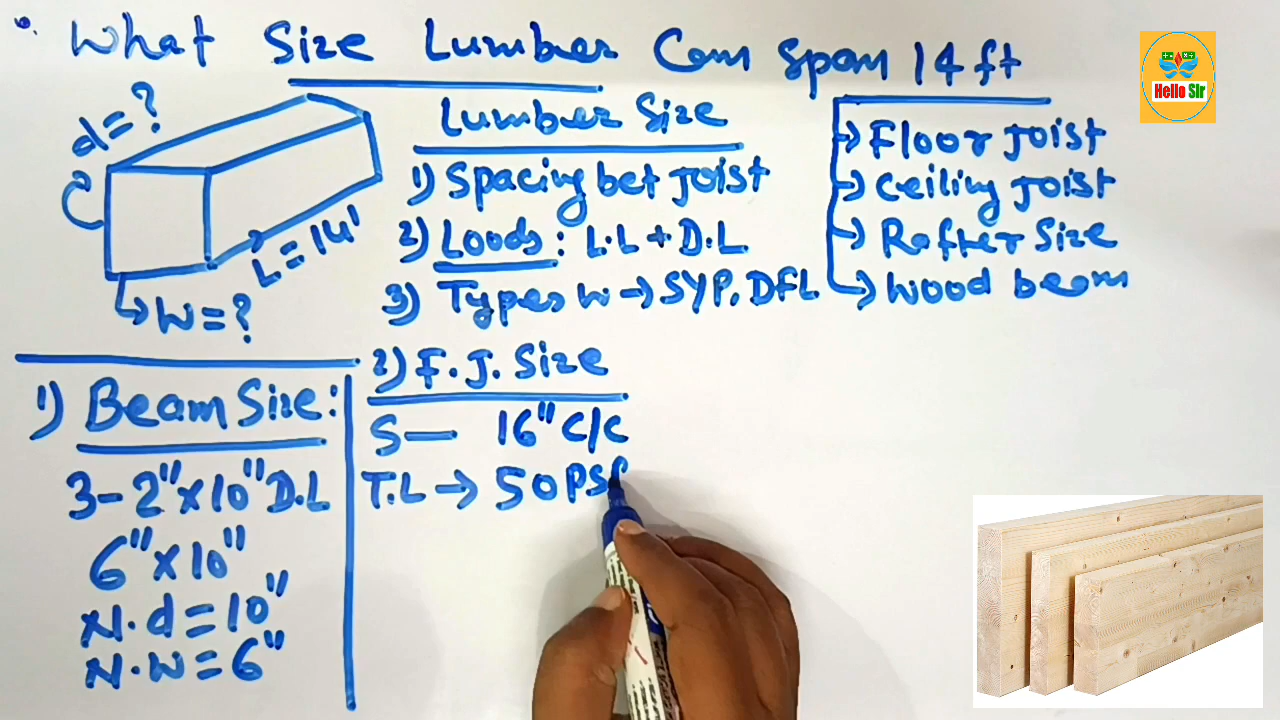 What Size Lumber Can Span 14 ft
Hello Sir
d=?
L=14'
W=?
Lumber Size
1) Spacing bet Joist
2) Loads: L.L + D.L.
3) Types W → SYP, DFL
→ Floor Joist
→ Ceiling Joist
→ Rafter Size
→ Wood beam
1) Beam Size:
3-2"x10" D.L
6"x10"
N.d=10"
N.W=6"
2) F.J. Size
S— 16" C/C
T.L → 50 PSf